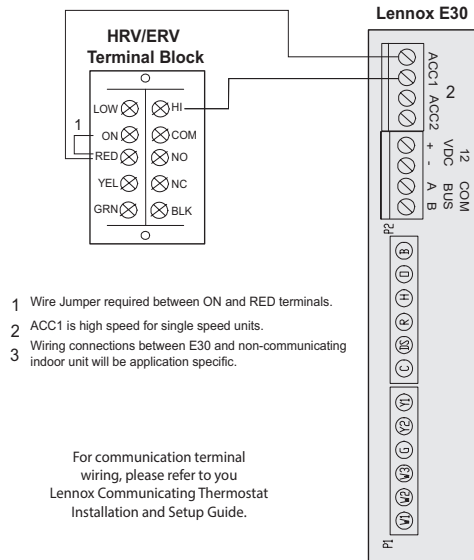 Lennox E30
HRV/ERV
Terminal Block
LOW
HI
ON
COM
RED
NO
YEL
NC
GRN
BLK
1
ACC1 ACC2
2
+ - A B
VDC BUS
12 COM
P2
B
O
H
R
DS
C
Y1
Y2
G
W3
W2
W1
P1
1 Wire Jumper required between ON and RED terminals.
2 ACC1 is high speed for single speed units.
3 Wiring connections between E30 and non-communicating
indoor unit will be application specific.
For communication terminal
wiring, please refer to you
Lennox Communicating Thermostat
Installation and Setup Guide.